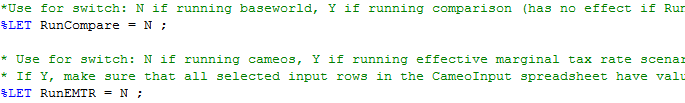 *Use for switch: N if running baseworld, Y if running comparison (has no effect if Run
%LET RunCompare = N ;
* Use for switch: N if running cameos, Y if running effective marginal tax rate scenar
* If Y, make sure that all selected input rows in the CameoInput spreadsheet have valu
%LET RunEMTR = N ;